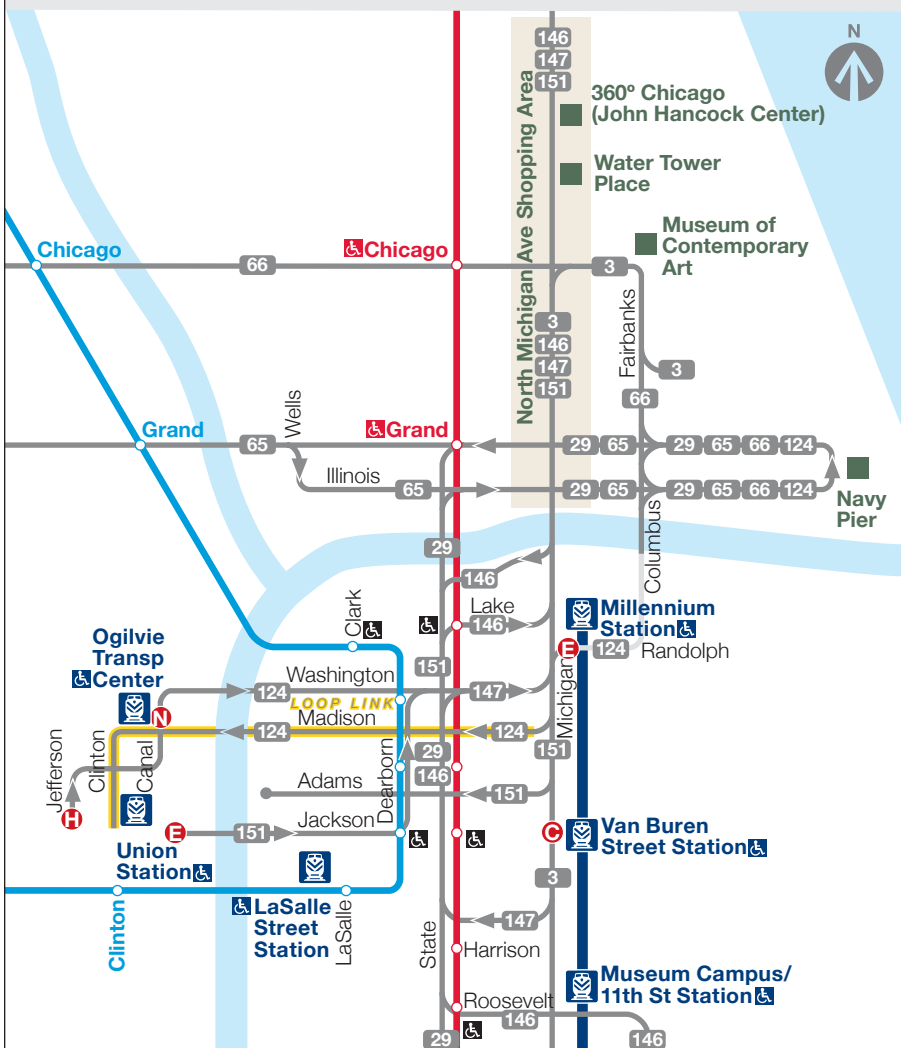 N
146
147
151
360º Chicago
(John Hancock Center)
Water Tower
Place
North Michigan Ave Shopping Area
Museum of
Contemporary
Art
Chicago
66
Chicago
3
Fairbanks
3
146
147
151
3
66
Wells
Grand
65
Grand
29
65
29
65
66
124
Illinois
65
29
65
29
65
66
124
Navy
Pier
29
Columbus
146
Lake
146
Clark
Millennium
Station
E
124
Randolph
Ogilvie
Transp
Center
151
Michigan
Washington
124
147
LOOP LINK
N
Madison
124
124
Jefferson
Clinton
Canal
Dearborn
29
151
146
Adams
151
H
E
151
Jackson
C
Van Buren
Street Station
Union
Station
3
LaSalle
Street
Station
LaSalle
Clinton
State
147
Harrison
Museum Campus/
11th St Station
Roosevelt
146
29
146